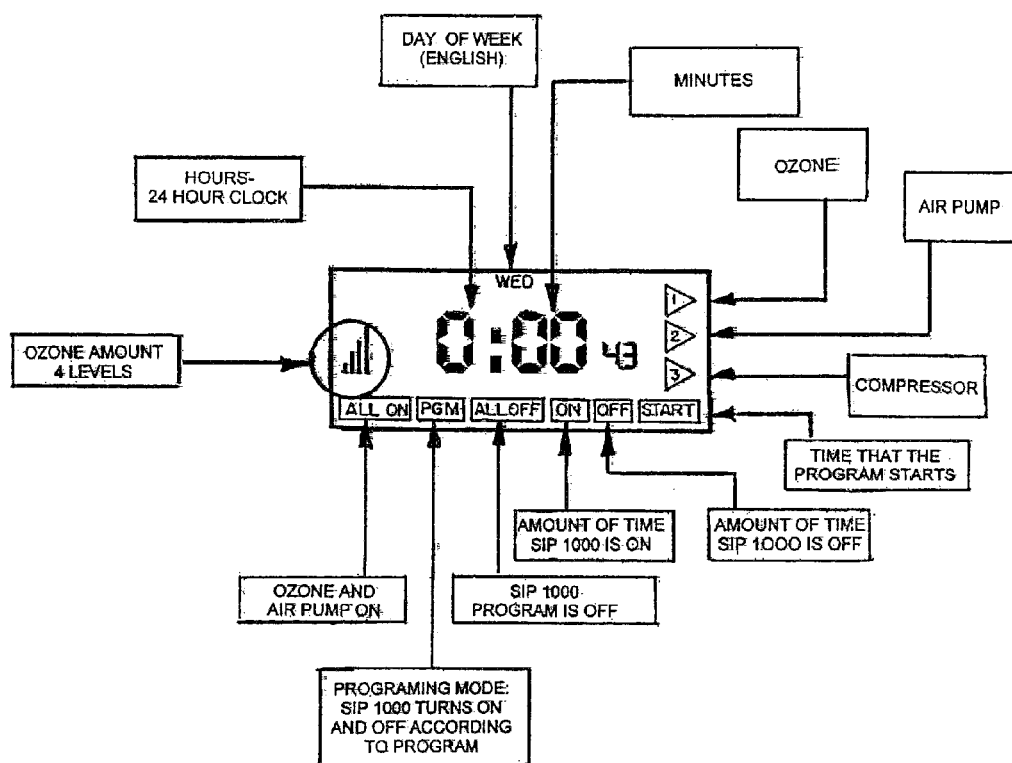 DAY OF WEEK
(ENGLISH)
MINUTES
OZONE
HOURS-
24 HOUR CLOCK
AIR PUMP
WED
0:00 43
1
2
3
OZONE AMOUNT
4 LEVELS
COMPRESSOR
ALL ON PGM ALL OFF ON OFF START
TIME THAT THE
PROGRAM STARTS
AMOUNT OF TIME
SIP 1000 IS ON
AMOUNT OF TIME
SIP 1000 IS OFF
OZONE AND
AIR PUMP ON
SIP 1000
PROGRAM IS OFF
PROGRAMING MODE:
SIP 1000 TURNS ON
AND OFF ACCORDING
TO PROGRAM